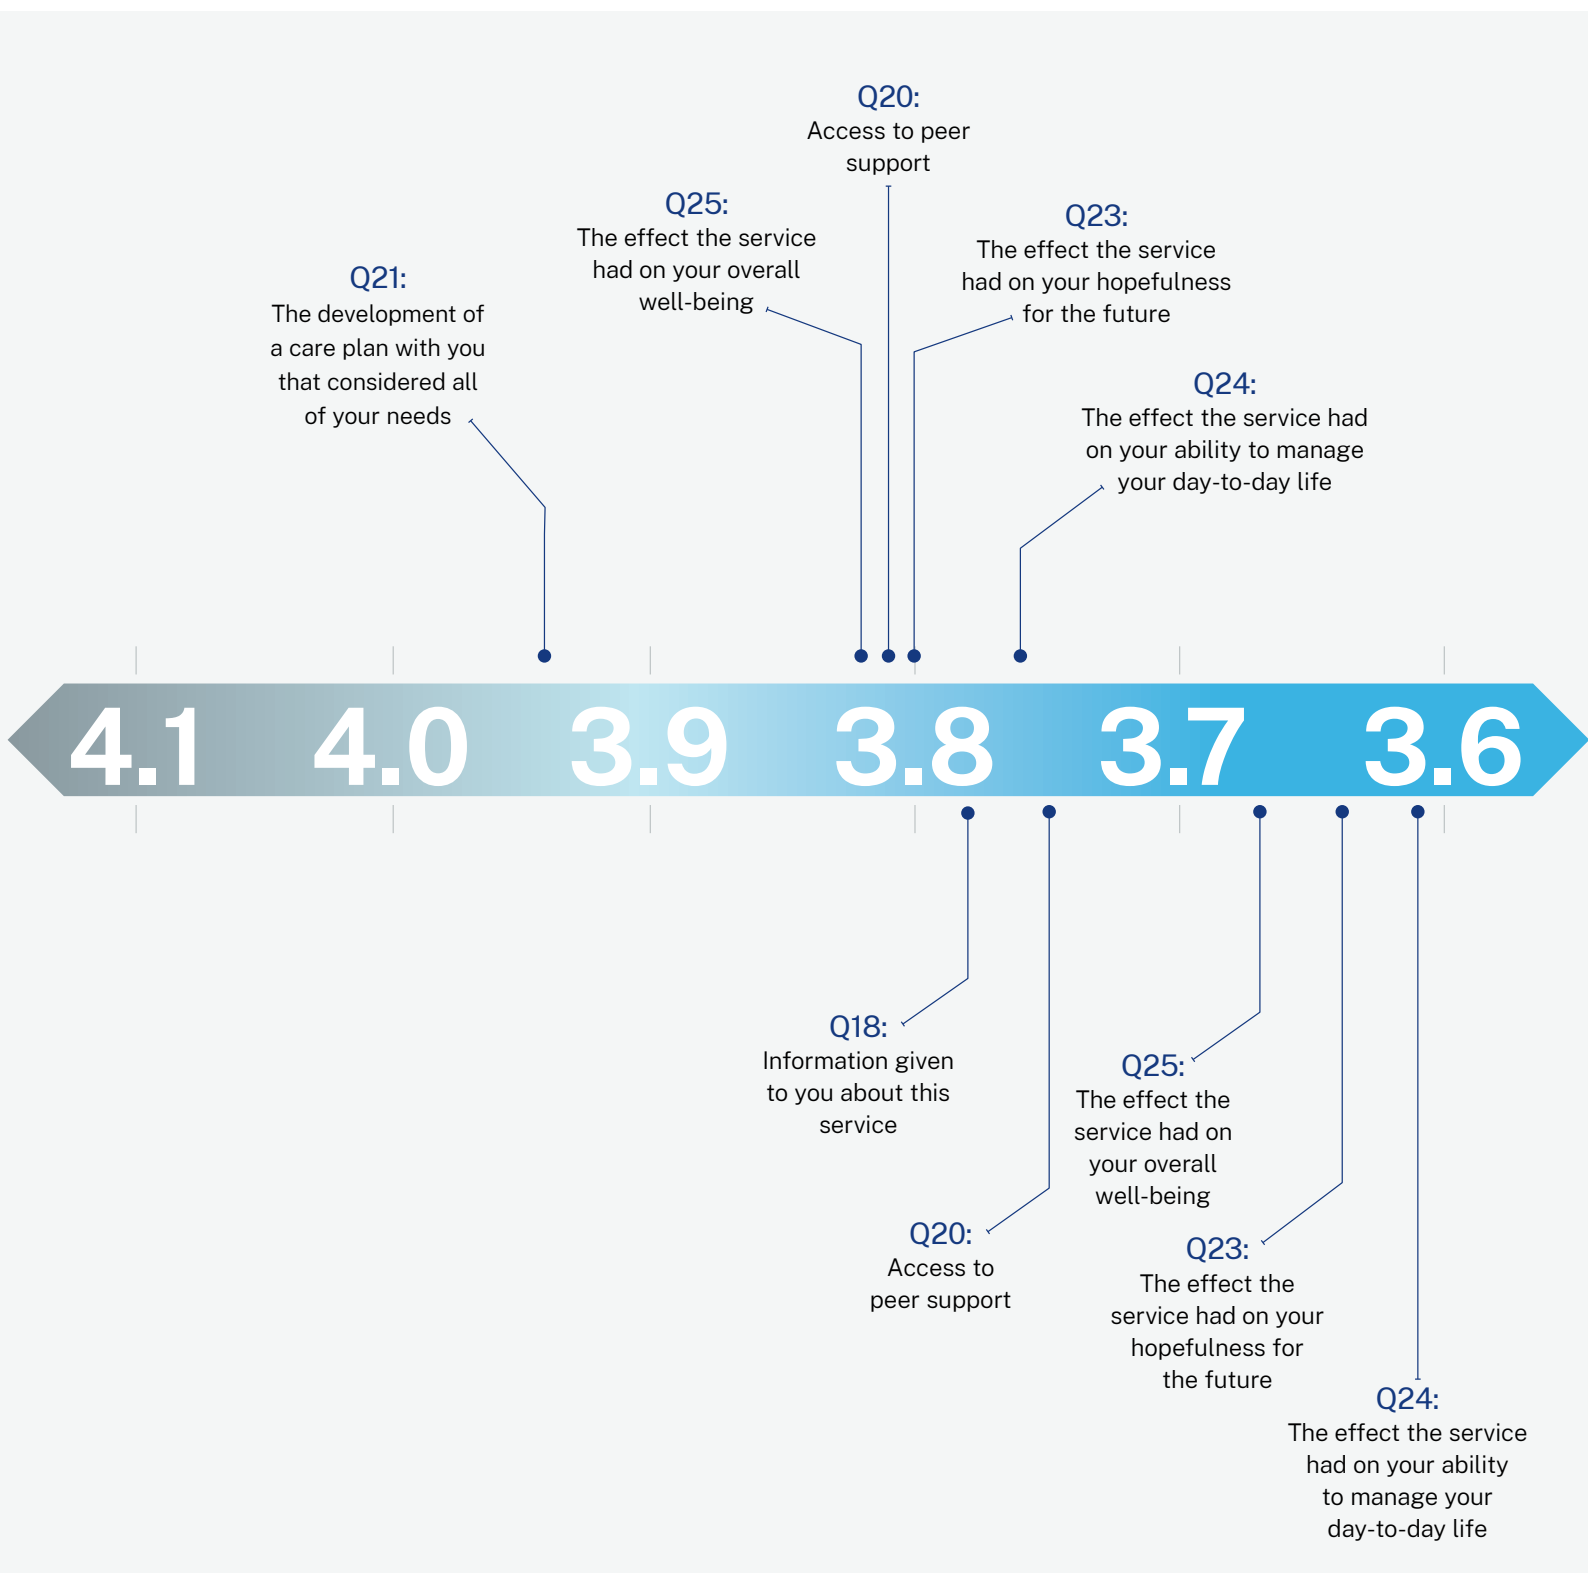 Q20:
Access to peer
support
Q25:
The effect the service
had on your overall
well-being
Q23:
The effect the service
had on your hopefulness
for the future
Q21:
The development of
a care plan with you
that considered all
of your needs
Q24:
The effect the service had
on your ability to manage
your day-to-day life
4.1 4.0 3.9 3.8 3.7 3.6
Q18:
Information given
to you about this
service
Q25:
The effect the
service had on
your overall
well-being
Q20:
Access to
peer support
Q23:
The effect the
service had on your
hopefulness for
the future
Q24:
The effect the service
had on your ability
to manage your
day-to-day life